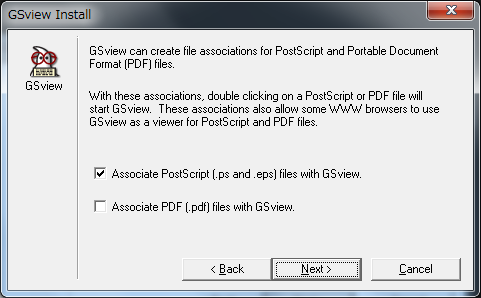 GSview Install
GSview can create file associations for PostScript and Portable Document
Format (PDF) files.
GSview
With these associations, double clicking on a PostScript or PDF file will
start GSview. These associations also allow some WWW browsers to use
GSview as a viewer for PostScript and PDF files.
Associate PostScript (.ps and .eps) files with GSview.
Associate PDF (.pdf) files with GSview.
< Back
Next >
Cancel